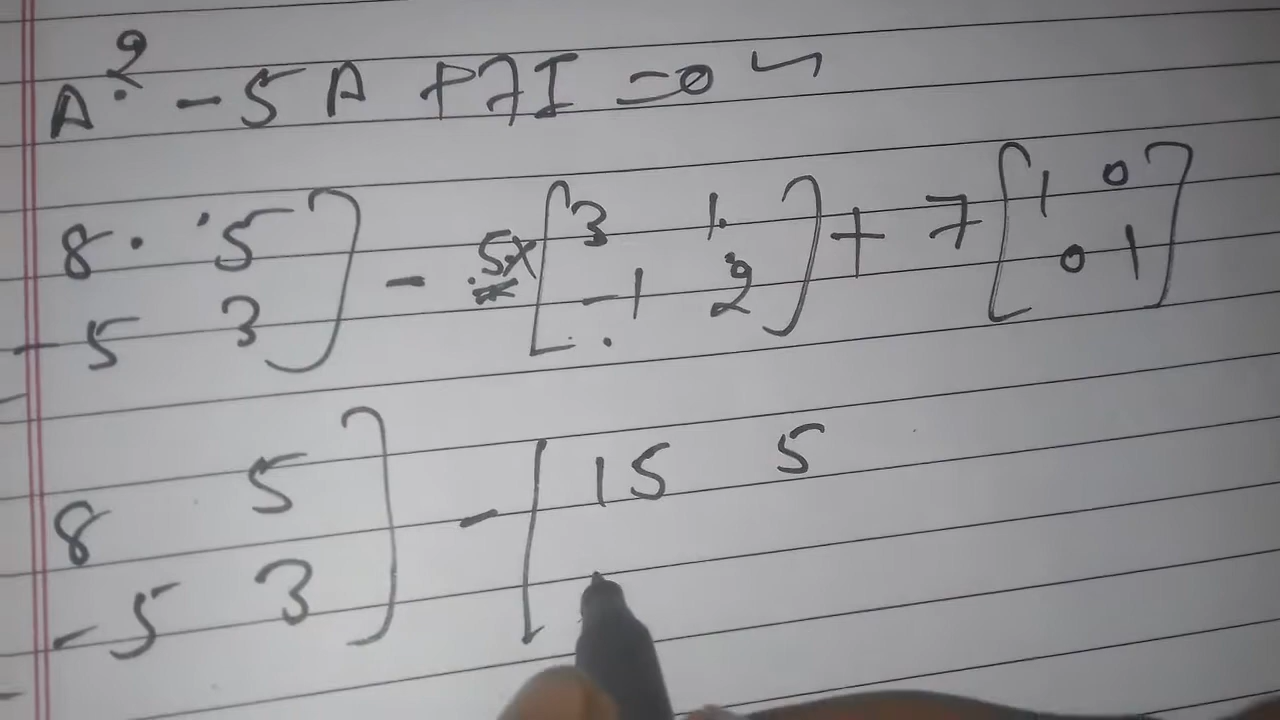 A² - 5A + 7I = 0
8 5 ] - 5x [ 3 1 ] + 7 [ 1 0 ]
-5 3 -1 2 0 1
8 5 ] - [ 15 5
-5 3